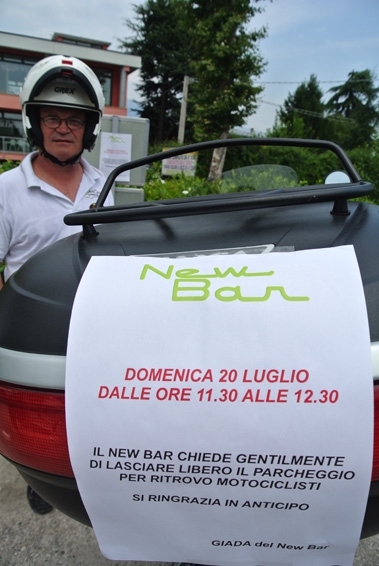 GREX
New
Bar
DOMENICA 20 LUGLIO
DALLE ORE 11.30 ALLE 12.30
IL NEW BAR CHIEDE GENTILMENTE
DI LASCIARE LIBERO IL PARCHEGGIO
PER RITROVO MOTOCICLISTI
SI RINGRAZIA IN ANTICIPO
GIADA del New Bar